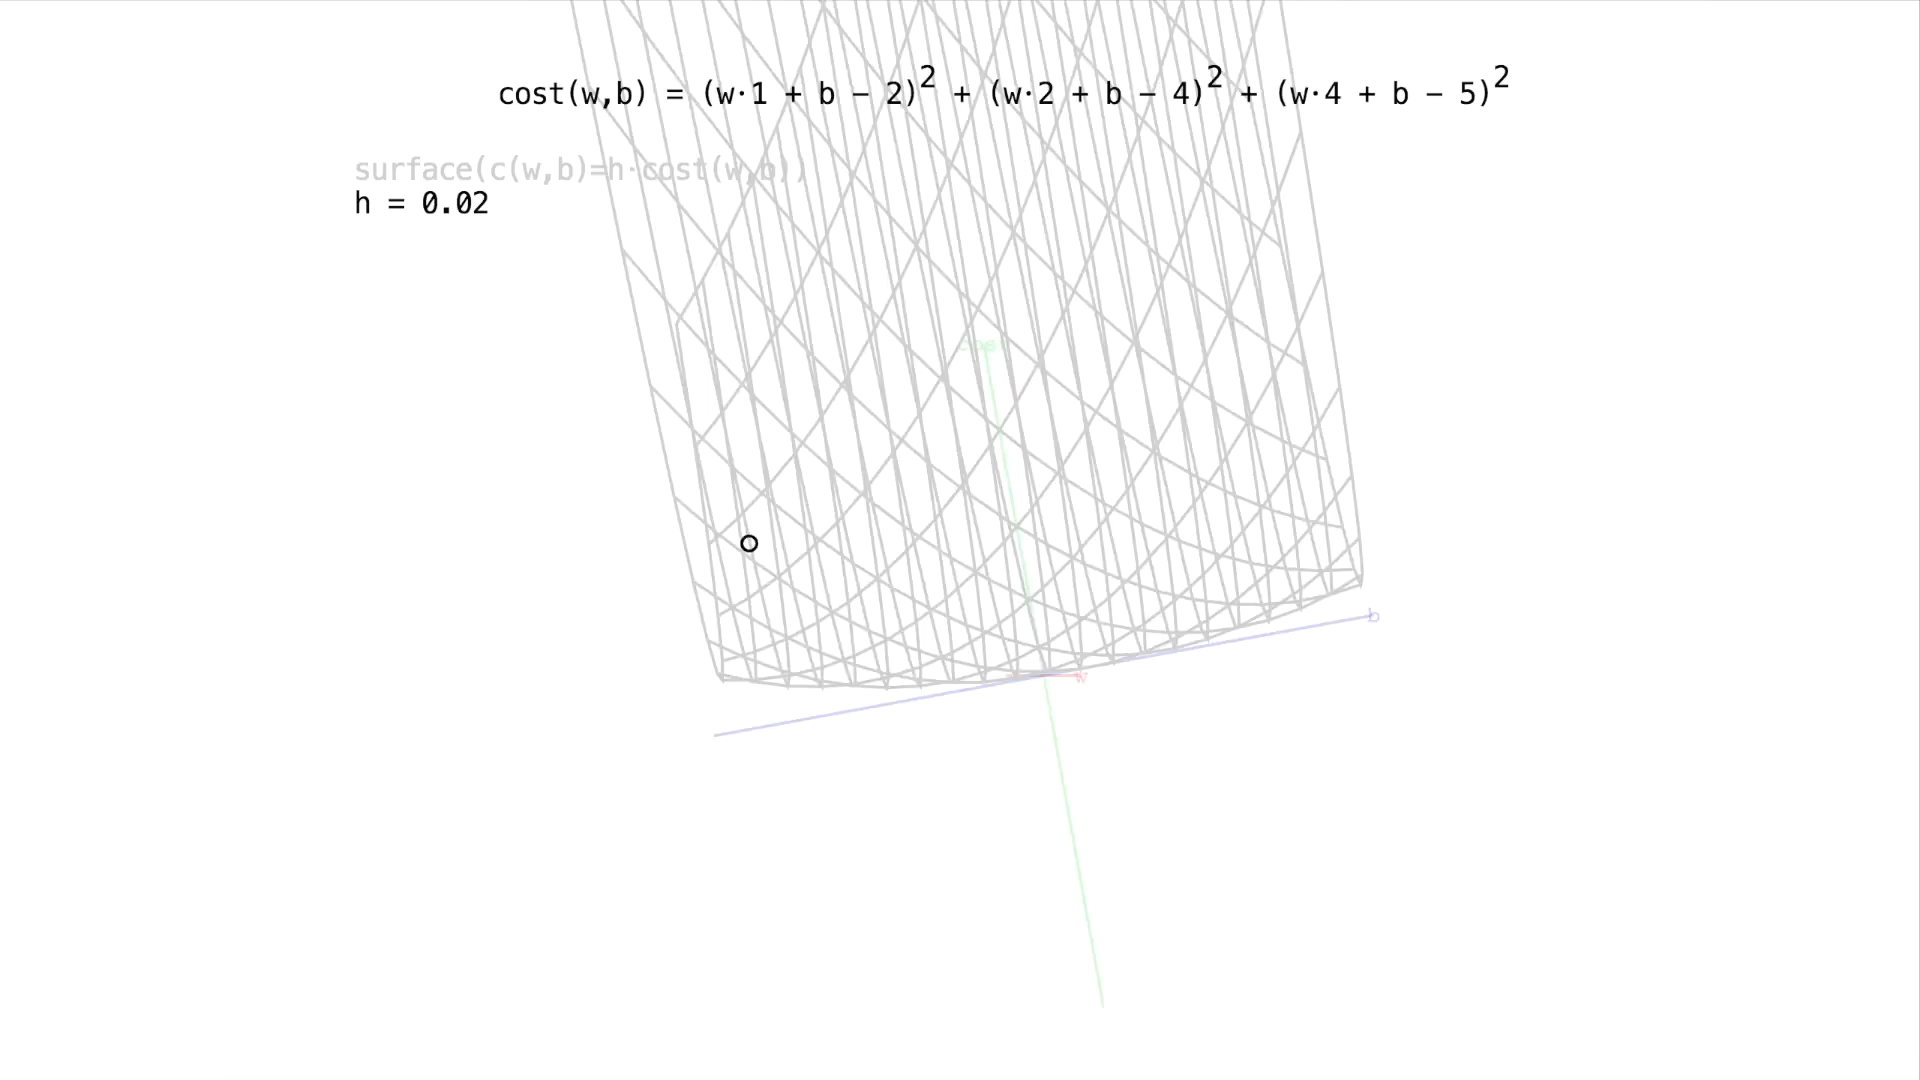 cost(w,b) = (w·1 + b − 2)² + (w·2 + b − 4)² + (w·4 + b − 5)²
surface(c(w,b)=h·cost(w,b))
h = 0.02
b
w